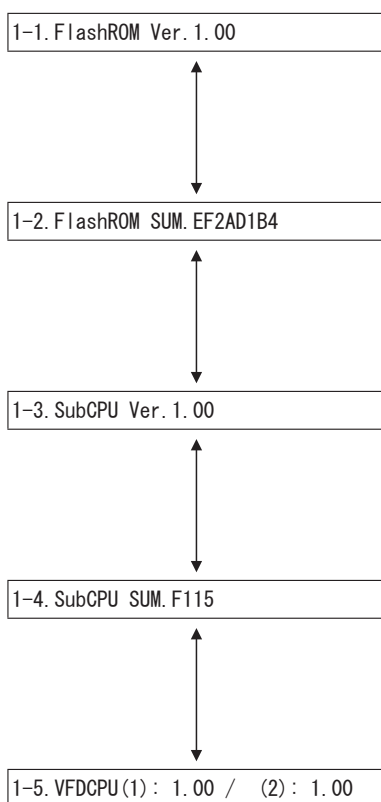 1-1.FlashROM Ver.1.00
1-2.FlashROM SUM.EF2AD1B4
1-3.SubCPU Ver.1.00
1-4.SubCPU SUM.F115
1-5.VFDCPU(1): 1.00 / (2): 1.00